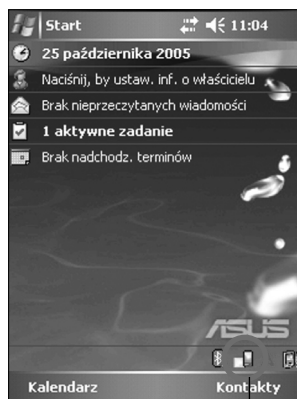 Start 11:04
25 października 2005
Naciśnij, by ustaw. inf. o właścicielu
Brak nieprzeczytanych wiadomości
1 aktywne zadanie
Brak nadchodz. terminów
ASUS
Kalendarz Kontakty